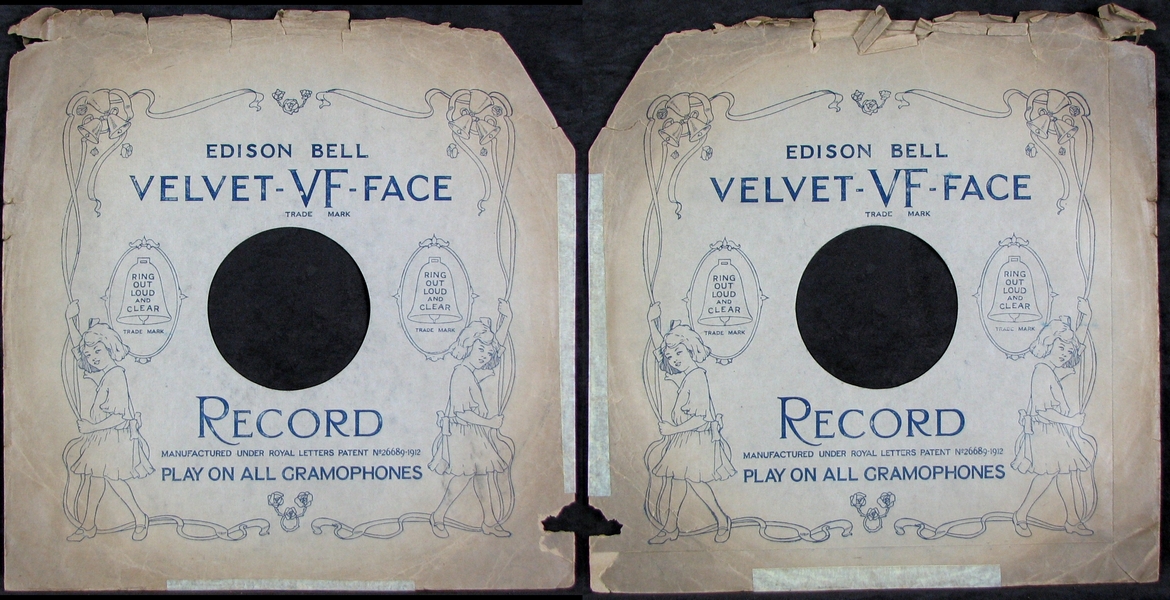 EDISON BELL
VELVET-VF-FACE
TRADE MARK
RING
OUT
LOUD
AND
CLEAR
TRADE MARK
RING
OUT
LOUD
AND
CLEAR
TRADE MARK
RECORD
MANUFACTURED UNDER ROYAL LETTERS PATENT Nº26689·1912
PLAY ON ALL GRAMOPHONES
EDISON BELL
VELVET-VF-FACE
TRADE MARK
RING
OUT
LOUD
AND
CLEAR
TRADE MARK
RING
OUT
LOUD
AND
CLEAR
TRADE MARK
RECORD
MANUFACTURED UNDER ROYAL LETTERS PATENT Nº26689·1912
PLAY ON ALL GRAMOPHONES